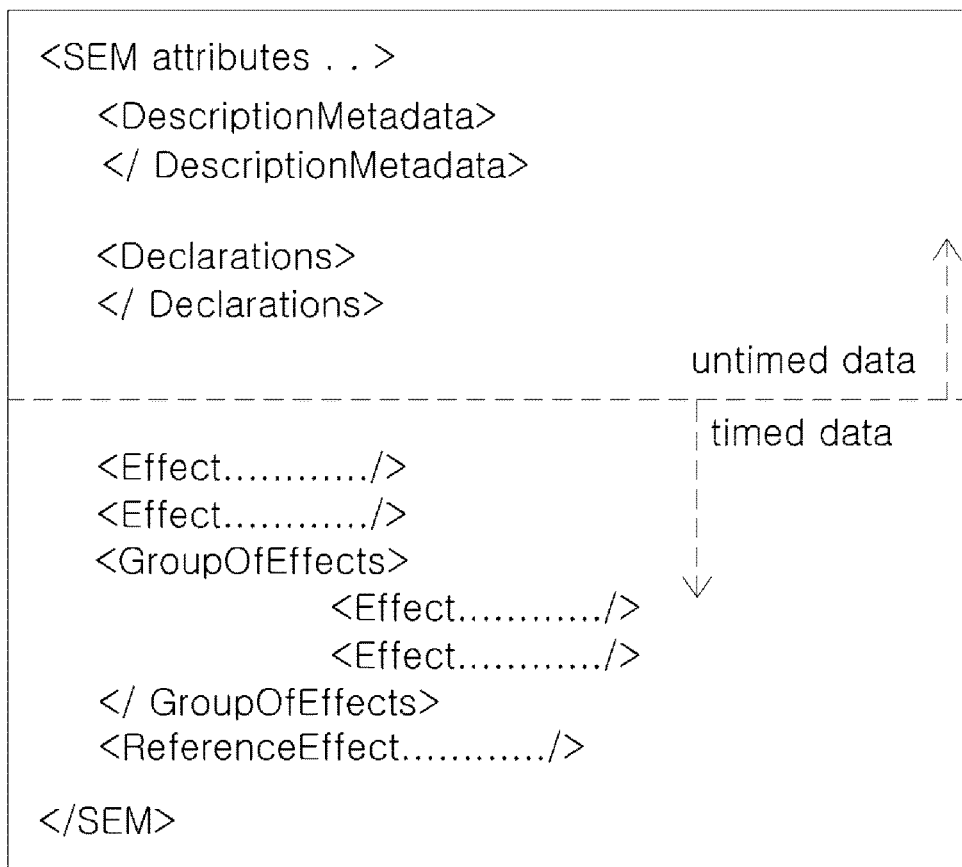 <SEM attributes . . >
<DescriptionMetadata>
</ DescriptionMetadata>
<Declarations>
</ Declarations>
untimed data
timed data
<Effect............/>
<Effect............/>
<GroupOfEffects>
<Effect............/>
<Effect............/>
</ GroupOfEffects>
<ReferenceEffect............/>
</SEM>